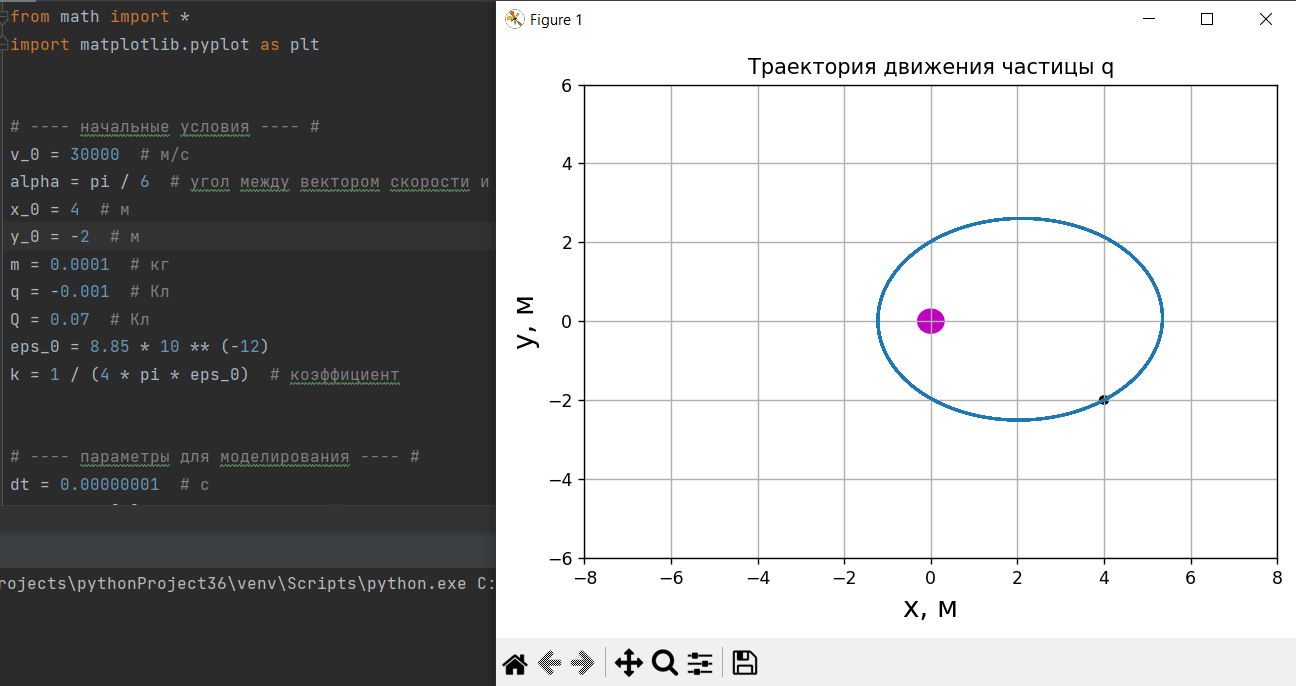 from math import *
import matplotlib.pyplot as plt
# ---- начальные условия ---- #
v_0 = 30000  # м/с
alpha = pi / 6  # угол между вектором скорости и
x_0 = 4  # м
y_0 = -2  # м
m = 0.0001  # кг
q = -0.001  # Кл
Q = 0.07  # Кл
eps_0 = 8.85 * 10 ** (-12)
k = 1 / (4 * pi * eps_0)  # коэффициент
# ---- параметры для моделирования ---- #
dt = 0.00000001  # с
rojects\pythonProject36\venv\Scripts\python.exe C:
Figure 1
Траектория движения частицы q
6
4
2
0
−2
−4
−6
y, м
−8 −6 −4 −2 0 2 4 6 8
x, м